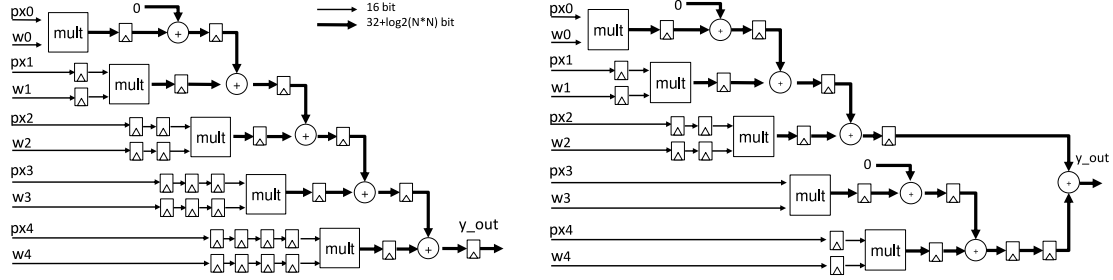 px0
w0
mult
0
+
16 bit
32+log2(N*N) bit
px1
w1
mult
+
px2
w2
mult
+
px3
w3
mult
+
px4
w4
mult
+
y_out
px0
w0
mult
0
+
px1
w1
mult
+
px2
w2
mult
+
px3
w3
mult
0
+
px4
w4
mult
+
+
y_out